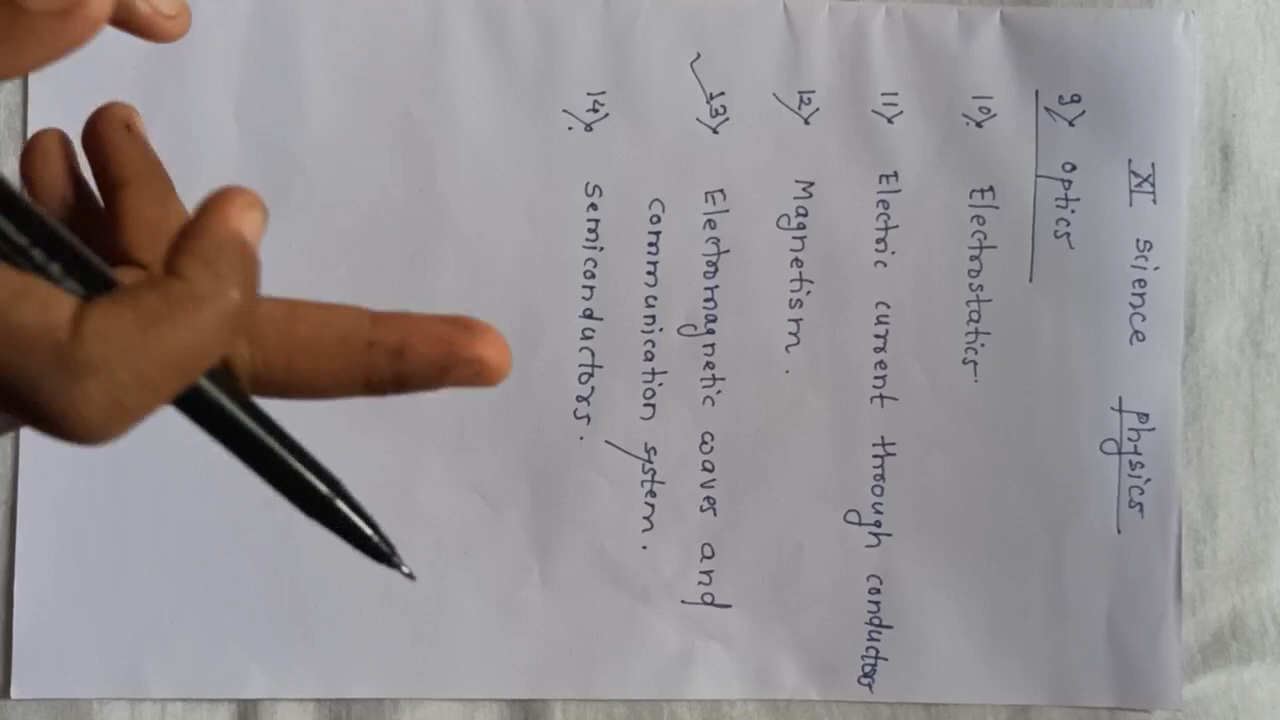 XI science physics
9) optics
10). Electrostatics.
11) Electric current through conductors
12) Magnetism.
13) Electromagnetic waves and
communication system.
14). semiconductors.